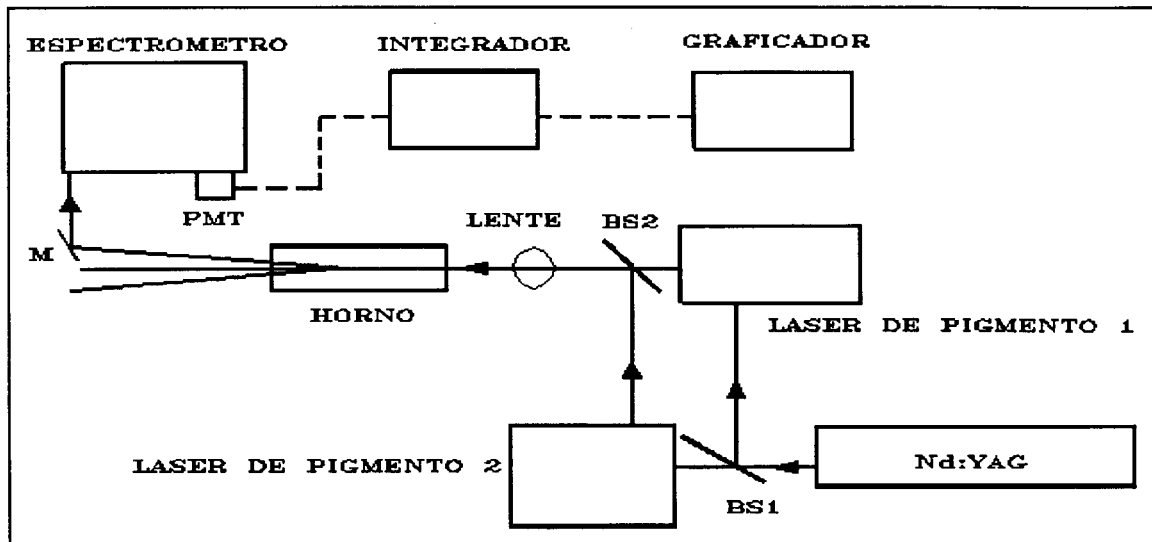 ESPECTROMETRO
INTEGRADOR
GRAFICADOR
PMT
LENTE
BS2
M
HORNO
LASER DE PIGMENTO 1
LASER DE PIGMENTO 2
Nd:YAG
BS1